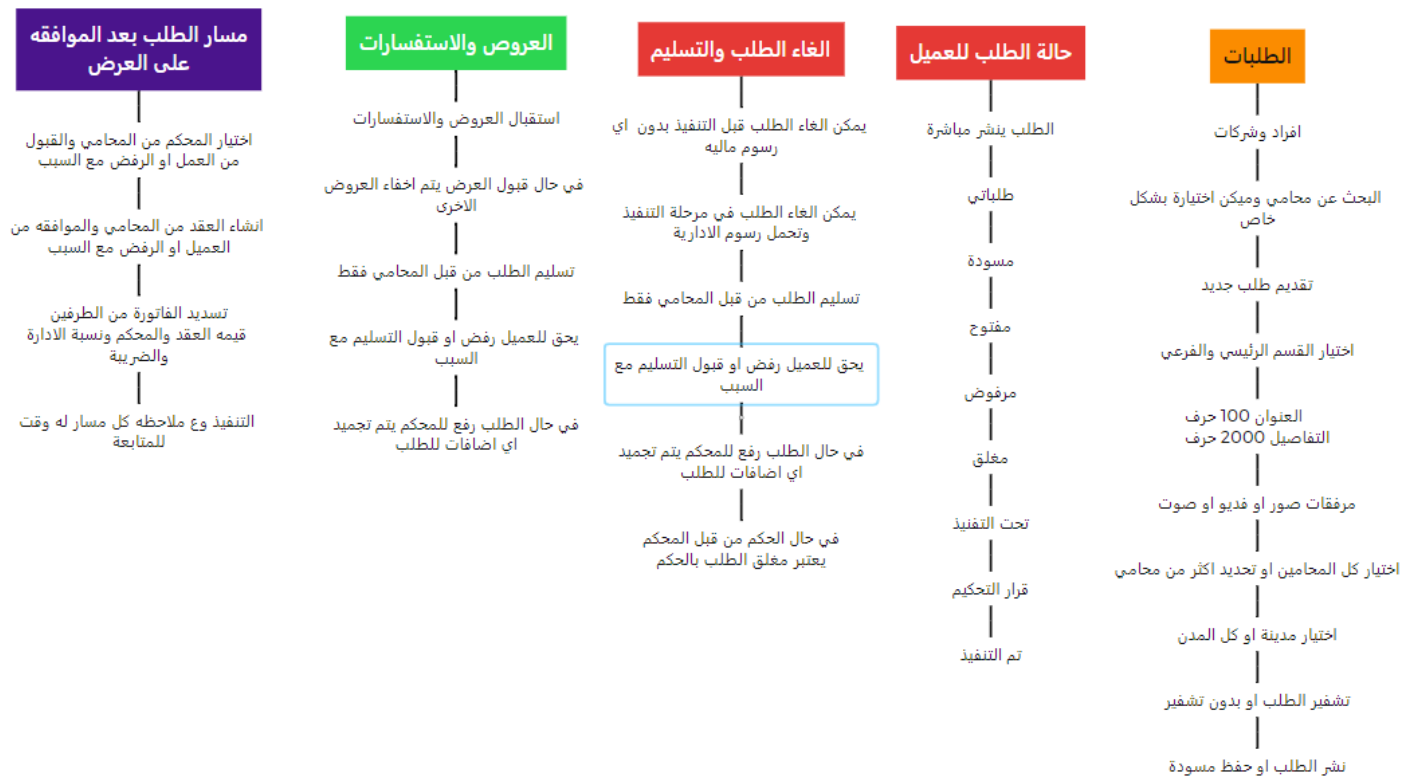 الطلبات
افراد وشركات
البحث عن محامي وميكن اختيارة بشكل
خاص
تقديم طلب جديد
اختيار القسم الرئيسي والفرعي
العنوان 100 حرف
التفاصيل 2000 حرف
مرفقات صور او فديو او صوت
اختيار كل المحامين او تحديد اكثر من محامي
اختيار مدينة او كل المدن
تشفير الطلب او بدون تشفير
نشر الطلب او حفظ مسودة
حالة الطلب للعميل
الطلب ينشر مباشرة
طلباتي
مسودة
مفتوح
مرفوض
مغلق
تحت التفنيذ
قرار التحكيم
تم التنفيذ
الغاء الطلب والتسليم
يمكن الغاء الطلب قبل التنفيذ بدون اي
رسوم ماليه
يمكن الغاء الطلب في مرحلة التنفيذ
وتحمل رسوم الادارية
تسليم الطلب من قبل المحامي فقط
يحق للعميل رفض او قبول التسليم مع
السبب
في حال الطلب رفع للمحكم يتم تجميد
اي اضافات للطلب
في حال الحكم من قبل المحكم
يعتبر مغلق الطلب بالحكم
العروض والاستفسارات
استقبال العروض والاستفسارات
في حال قبول العرض يتم اخفاء العروض
الاخرى
تسليم الطلب من قبل المحامي فقط
يحق للعميل رفض او قبول التسليم مع
السبب
في حال الطلب رفع للمحكم يتم تجميد
اي اضافات للطلب
مسار الطلب بعد الموافقه
على العرض
اختيار المحكم من المحامي والقبول
من العمل او الرفض مع السبب
انشاء العقد من المحامي والموافقه من
العميل او الرفض مع السبب
تسديد الفاتورة من الطرفين
قيمه العقد والمحكم ونسبة الادارة
والضريبة
التنفيذ وع ملاحظه كل مسار له وقت
للمتابعة